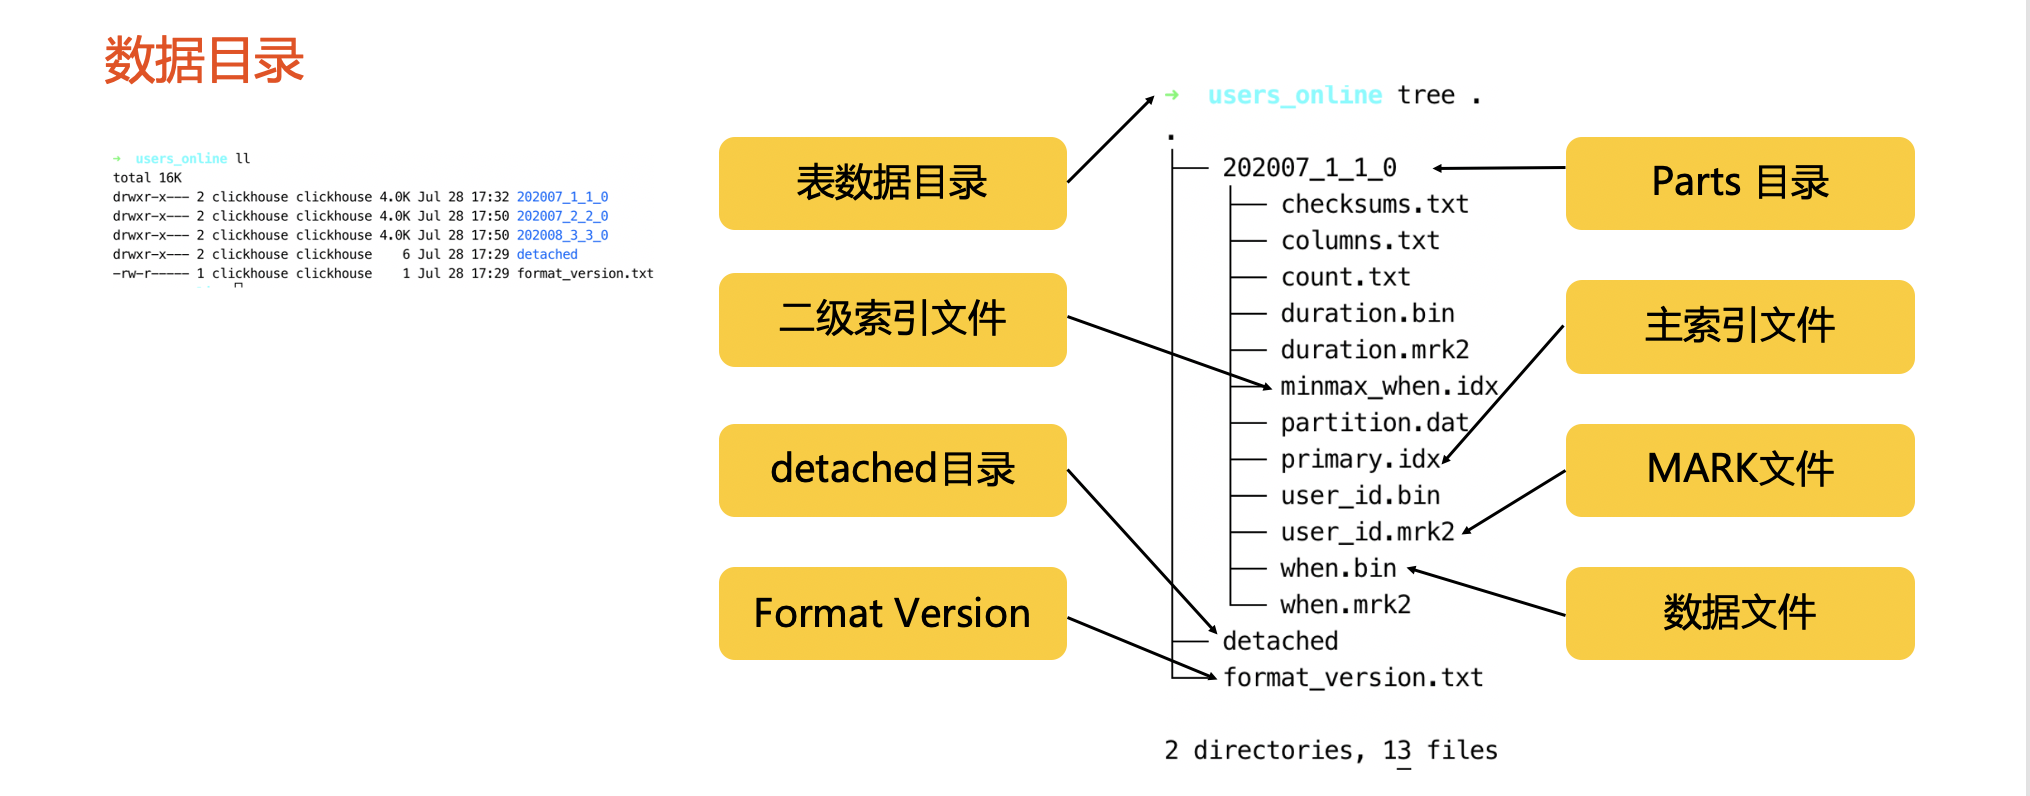 数据目录
➜ users_online ll
total 16K
drwxr-x--- 2 clickhouse clickhouse 4.0K Jul 28 17:32 202007_1_1_0
drwxr-x--- 2 clickhouse clickhouse 4.0K Jul 28 17:50 202007_2_2_0
drwxr-x--- 2 clickhouse clickhouse 4.0K Jul 28 17:50 202008_3_3_0
drwxr-x--- 2 clickhouse clickhouse 6 Jul 28 17:29 detached
-rw-r----- 1 clickhouse clickhouse 1 Jul 28 17:29 format_version.txt
表数据目录
二级索引文件
detached目录
Format Version
➜ users_online tree .
.
202007_1_1_0
checksums.txt
columns.txt
count.txt
duration.bin
duration.mrk2
minmax_when.idx
partition.dat
primary.idx
user_id.bin
user_id.mrk2
when.bin
when.mrk2
detached
format_version.txt
2 directories, 13 files
Parts 目录
主索引文件
MARK文件
数据文件